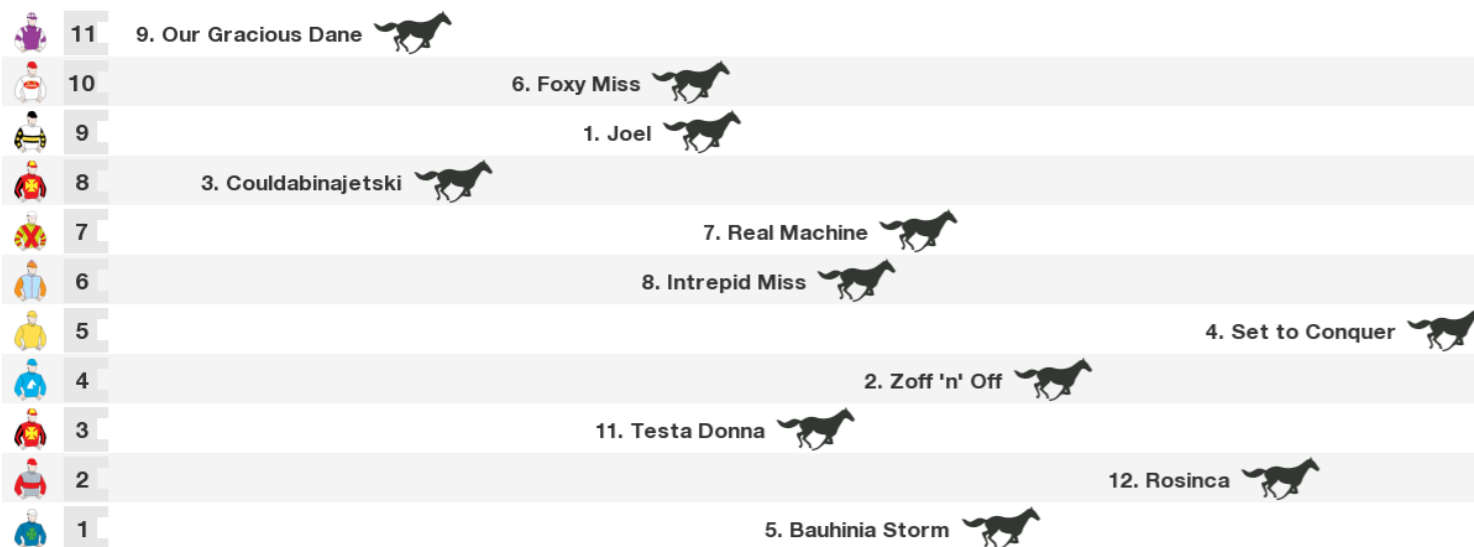 11 9. Our Gracious Dane
10 6. Foxy Miss
9 1. Joel
8 3. Couldabinajetski
7 7. Real Machine
6 8. Intrepid Miss
5 4. Set to Conquer
4 2. Zoff 'n' Off
3 11. Testa Donna
2 12. Rosinca
1 5. Bauhinia Storm